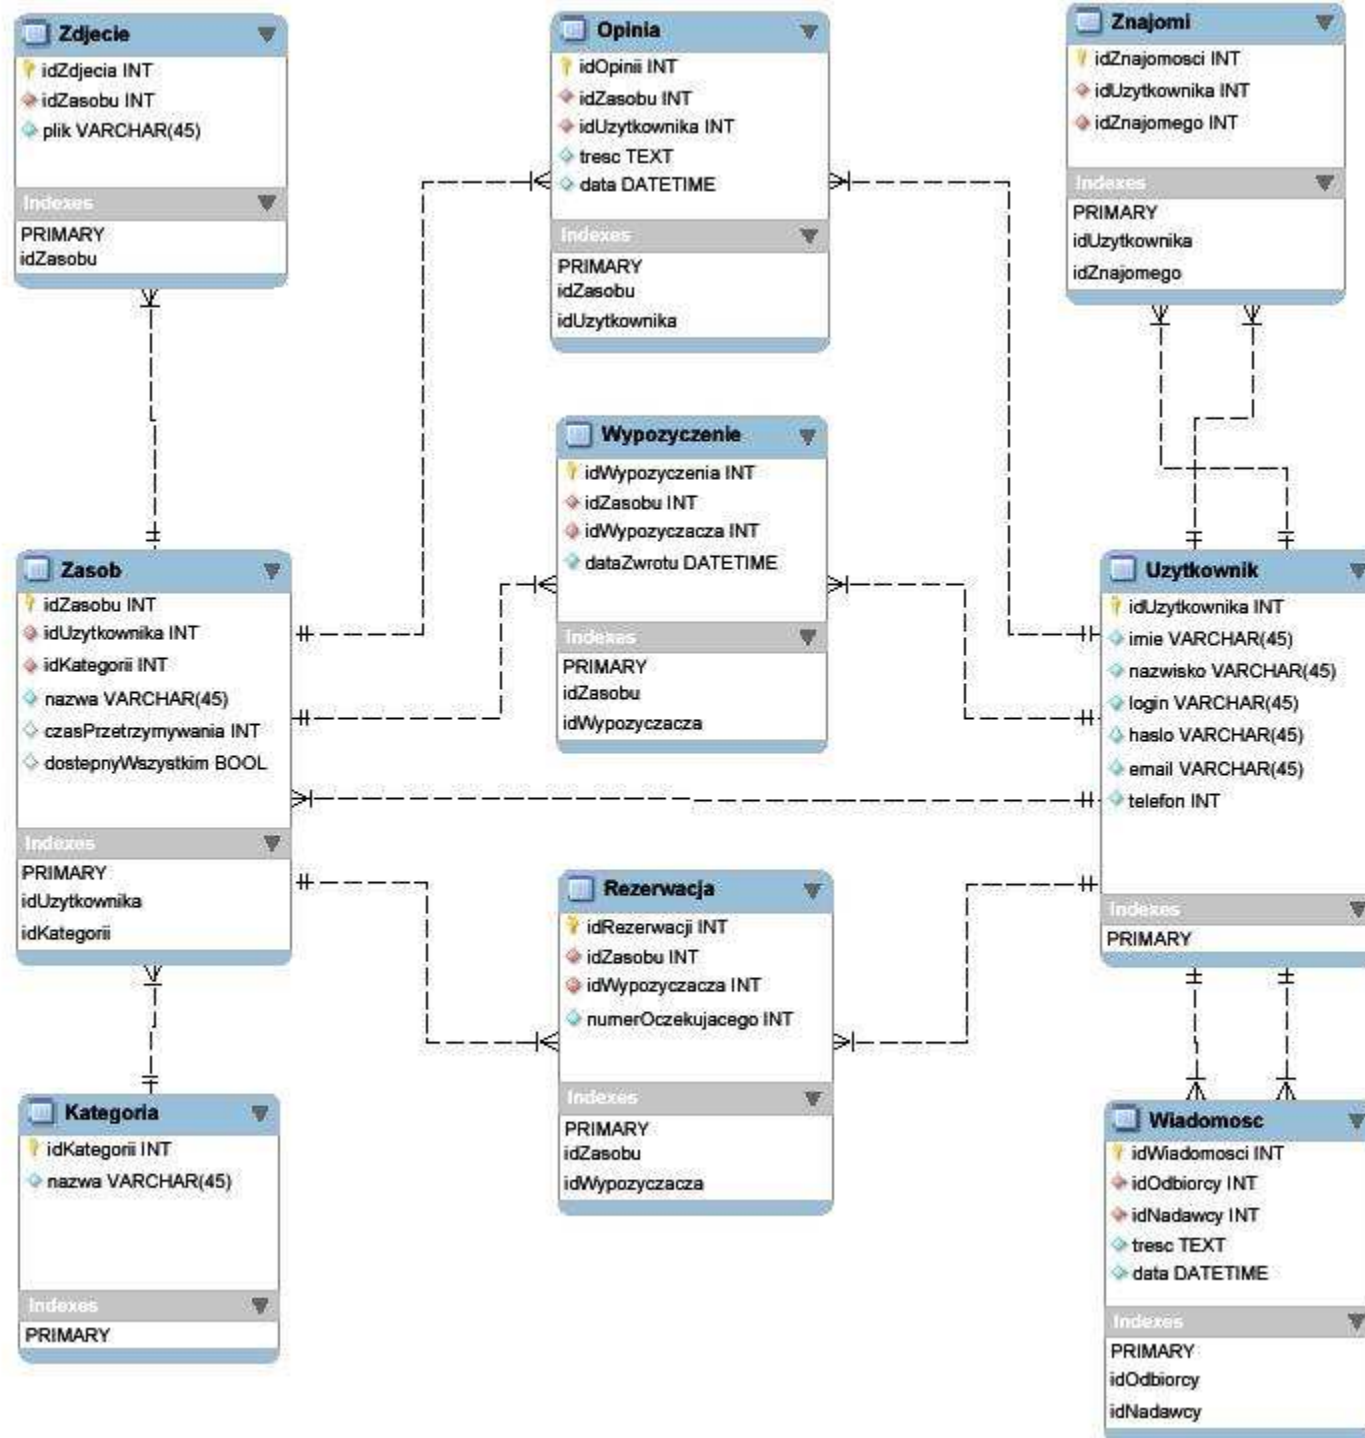 Zdjecie
idZdjecia INT
idZasobu INT
plik VARCHAR(45)
Indexes
PRIMARY
idZasobu
Opinia
idOpinii INT
idZasobu INT
idUzytkownika INT
tresc TEXT
data DATETIME
Indexes
PRIMARY
idZasobu
idUzytkownika
Znajomi
idZnajomosci INT
idUzytkownika INT
idZnajomego INT
Indexes
PRIMARY
idUzytkownika
idZnajomego
Wypozyczenie
idWypozyczenia INT
idZasobu INT
idWypozyczacza INT
dataZwrotu DATETIME
Indexes
PRIMARY
idZasobu
idWypozyczacza
Zasob
idZasobu INT
idUzytkownika INT
idKategorii INT
nazwa VARCHAR(45)
czasPrzetrzymywania INT
dostepnyWszystkim BOOL
Indexes
PRIMARY
idUzytkownika
idKategorii
Uzytkownik
idUzytkownika INT
imie VARCHAR(45)
nazwisko VARCHAR(45)
login VARCHAR(45)
haslo VARCHAR(45)
email VARCHAR(45)
telefon INT
Indexes
PRIMARY
Rezerwacja
idRezerwacji INT
idZasobu INT
idWypozyczacza INT
numerOczekujacego INT
Indexes
PRIMARY
idZasobu
idWypozyczacza
Kategoria
idKategorii INT
nazwa VARCHAR(45)
Indexes
PRIMARY
Wiadomosc
idWiadomosci INT
idOdbiorcy INT
idNadawcy INT
tresc TEXT
data DATETIME
Indexes
PRIMARY
idOdbiorcy
idNadawcy